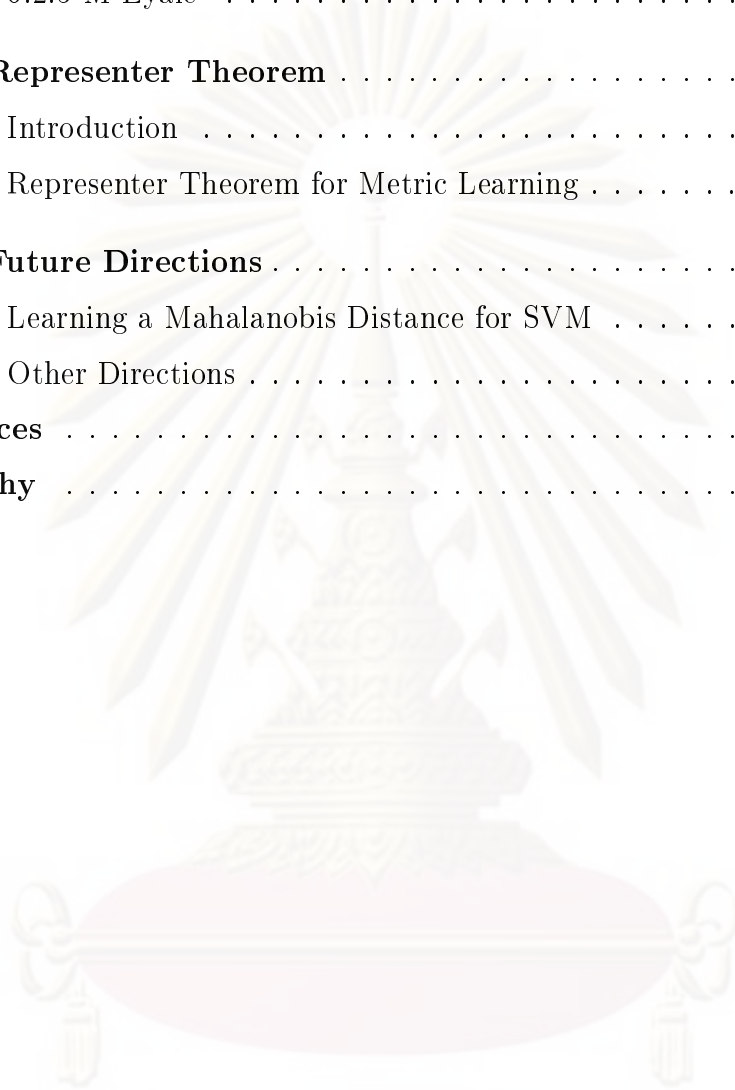 Representer Theorem . . . . . . . . . . . . . . . . . .
Introduction . . . . . . . . . . . . . . . . . . . . . . . .
Representer Theorem for Metric Learning . . . . . . .
Future Directions . . . . . . . . . . . . . . . . . . . . .
Learning a Mahalanobis Distance for SVM . . . . . .
Other Directions . . . . . . . . . . . . . . . . . . . . . .
ces . . . . . . . . . . . . . . . . . . . . . . . . . . . . . .
hy . . . . . . . . . . . . . . . . . . . . . . . . . . . . . .